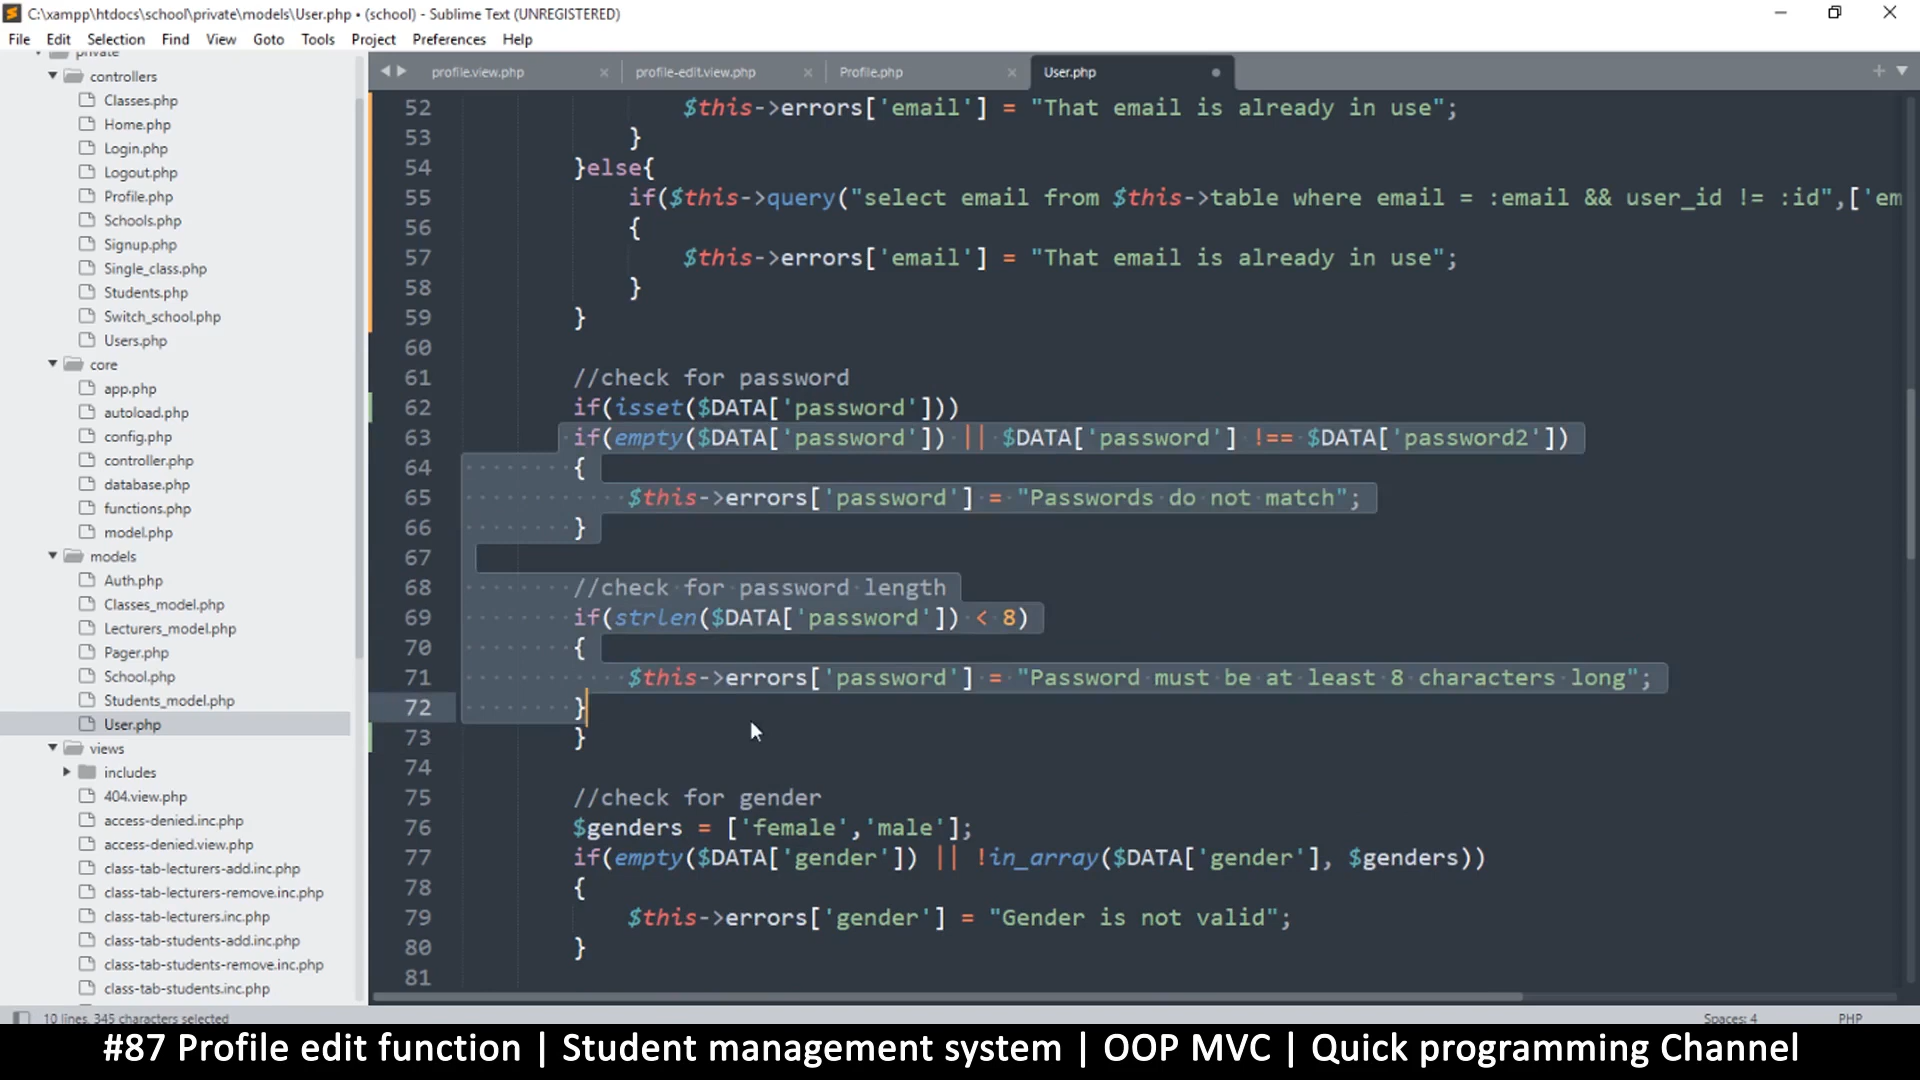 C:\xampp\htdocs\school\private\models\User.php • (school) - Sublime Text (UNREGISTERED)
File Edit Selection Find View Goto Tools Project Preferences Help
private
controllers
Classes.php
Home.php
Login.php
Logout.php
Profile.php
Schools.php
Signup.php
Single_class.php
Students.php
Switch_school.php
Users.php
core
app.php
autoload.php
config.php
controller.php
database.php
functions.php
model.php
models
Auth.php
Classes_model.php
Lecturers_model.php
Pager.php
School.php
Students_model.php
User.php
views
includes
404.view.php
access-denied.inc.php
access-denied.view.php
class-tab-lecturers-add.inc.php
class-tab-lecturers-remove.inc.php
class-tab-lecturers.inc.php
class-tab-students-add.inc.php
class-tab-students-remove.inc.php
class-tab-students.inc.php
profile.view.php profile-edit.view.php Profile.php User.php
52 $this->errors['email'] = "That email is already in use";
53 }
54 }else{
55 if($this->query("select email from $this->table where email = :email && user_id != :id",['em
56 {
57 $this->errors['email'] = "That email is already in use";
58 }
59 }
60
61 //check for password
62 if(isset($DATA['password']))
63 if(empty($DATA['password']) || $DATA['password'] !== $DATA['password2'])
64 {
65 $this->errors['password'] = "Passwords do not match";
66 }
67
68 //check for password length
69 if(strlen($DATA['password']) < 8)
70 {
71 $this->errors['password'] = "Password must be at least 8 characters long";
72 }
73 }
74
75 //check for gender
76 $genders = ['female','male'];
77 if(empty($DATA['gender']) || !in_array($DATA['gender'], $genders))
78 {
79 $this->errors['gender'] = "Gender is not valid";
80 }
81
10 lines, 345 characters selected Spaces: 4 PHP
#87 Profile edit function | Student management system | OOP MVC | Quick programming Channel